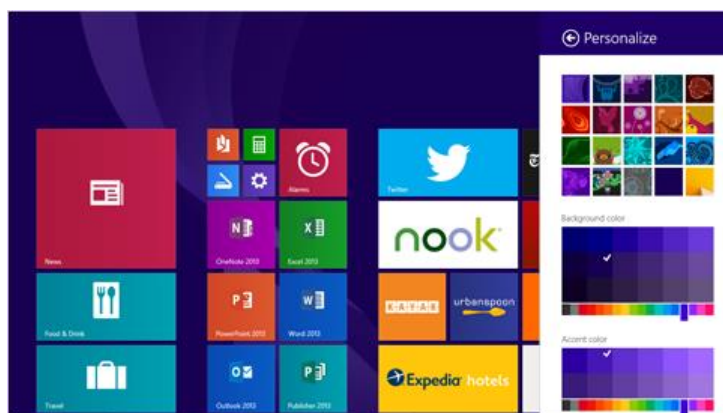 Personalize
News
Alarms
Twitter
OneNote 2013
Excel 2013
nook
Food & Drink
PowerPoint 2013
Word 2013
KAYAK
urbanspoon
Travel
Outlook 2013
Publisher 2013
Expedia hotels
Background color
Accent color